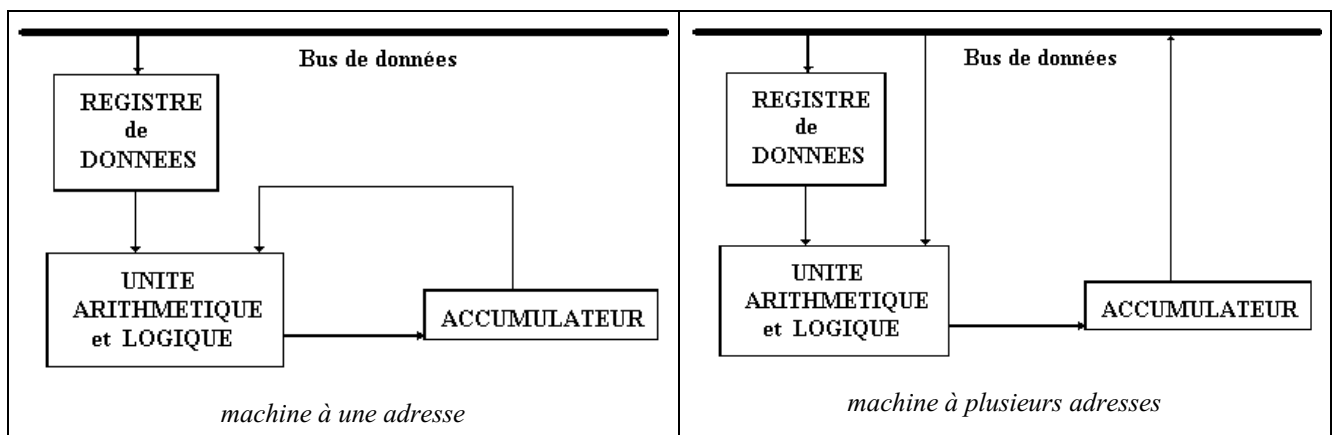 Bus de données
REGISTRE
de
DONNEES
UNITE
ARITHMETIQUE
et LOGIQUE
ACCUMULATEUR
machine à une adresse
Bus de données
REGISTRE
de
DONNEES
UNITE
ARITHMETIQUE
et LOGIQUE
ACCUMULATEUR
machine à plusieurs adresses